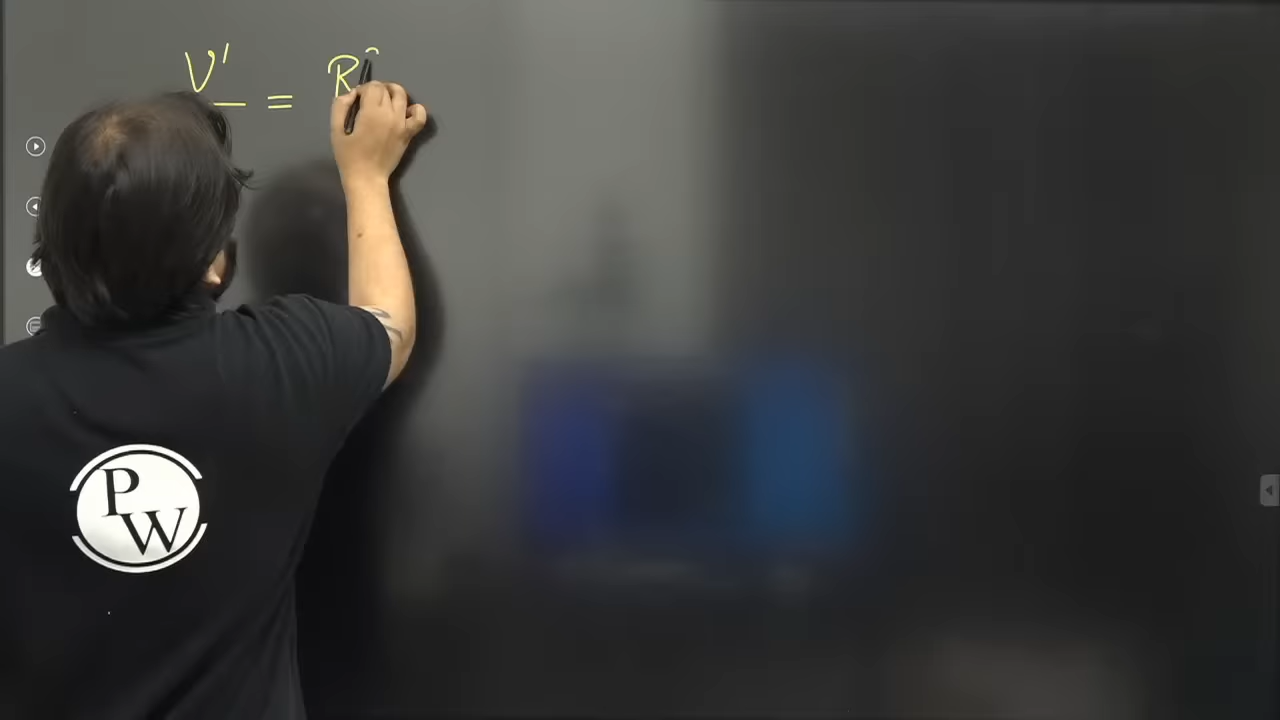 V' = R
PW